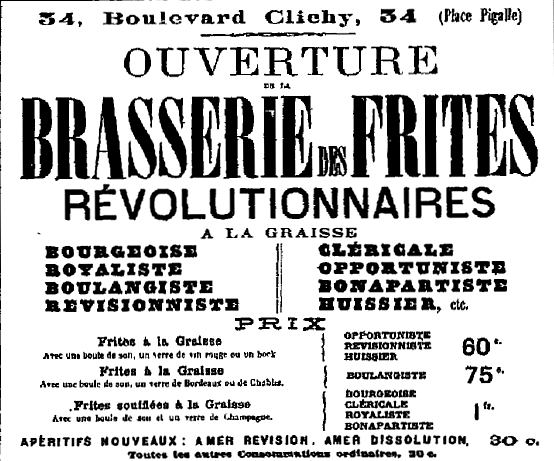 34, Boulevard Clichy, 34 (Place Pigalle)
OUVERTURE
DE LA
BRASSERIE DES FRITES
RÉVOLUTIONNAIRES
A LA GRAISSE
BOURGEOISE
ROYALISTE
BOULANGISTE
REVISIONNISTE
CLÉRICALE
OPPORTUNISTE
BONAPARTISTE
HUISSIER, etc.
PRIX
Frites à la Graisse
Avec une boule de son, un verre de vin rouge ou un bock
OPPORTUNISTE
REVISIONNISTE
HUISSIER
60 c.
Frites à la Graisse
Avec une boule de son, un verre de Bordeaux ou de Chablis.
BOULANGISTE
75 c.
Frites soufflées à la Graisse
Avec une boule de son et un verre de Champagne.
BOURGEOISE
CLÉRICALE
ROYALISTE
BONAPARTISTE
1 fr.
APÉRITIFS NOUVEAUX : AMER REVISION, AMER DISSOLUTION, 30 c.
Toutes les autres Consommations ordinaires, 30 c.